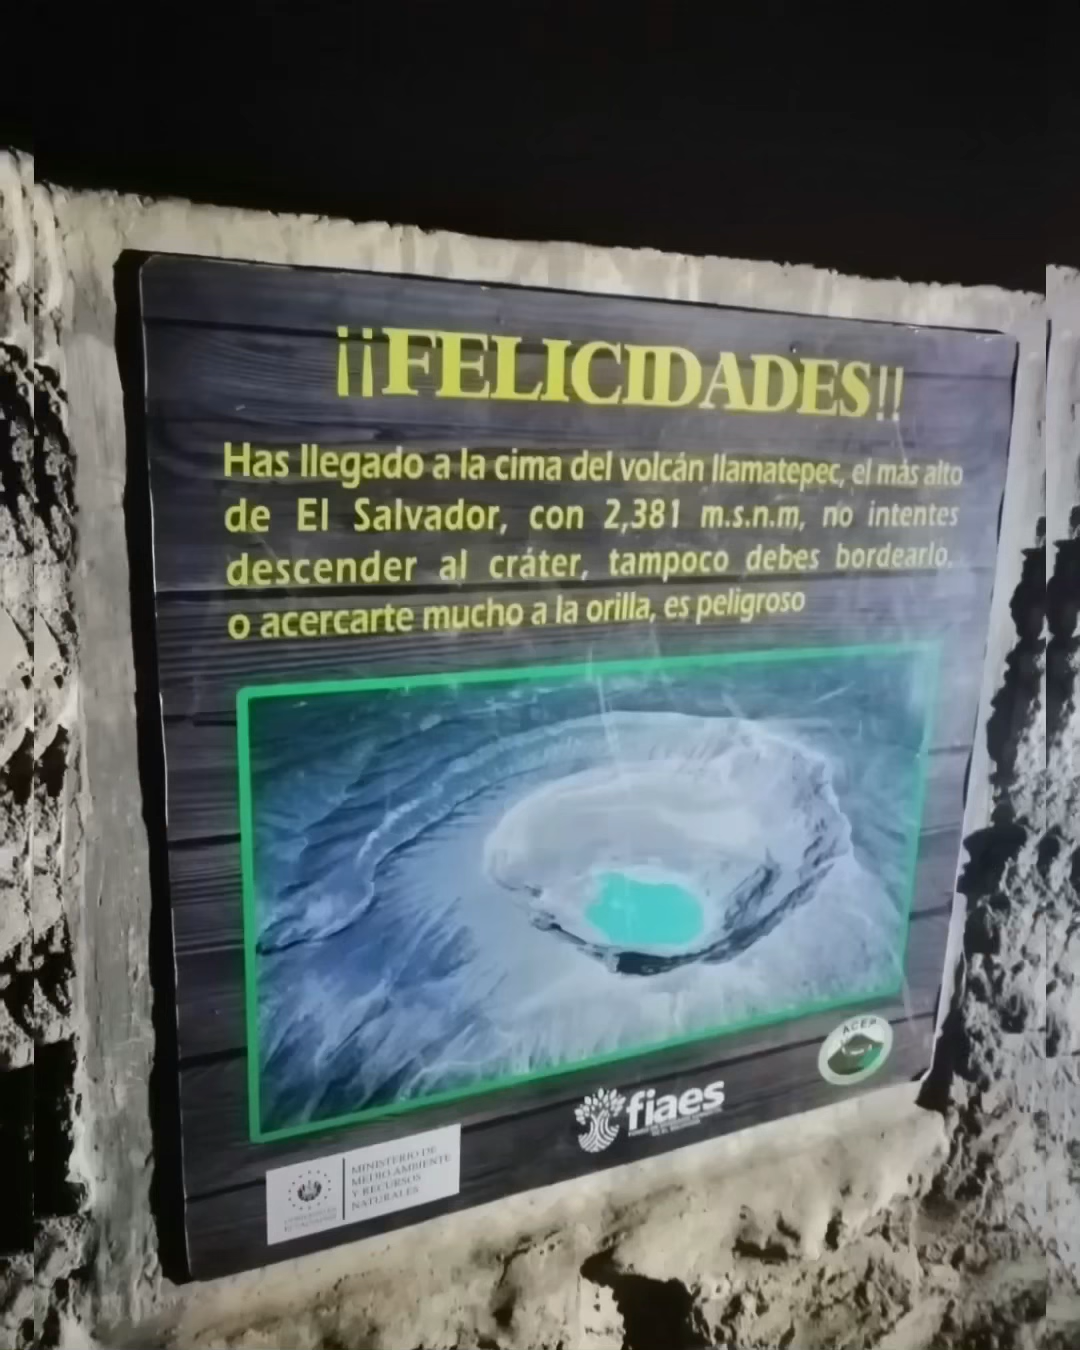 ¡¡FELICIDADES!!
Has llegado a la cima del volcán Ilamatepec, el más alto
de El Salvador, con 2,381 m.s.n.m, no intentes
descender al cráter, tampoco debes bordearlo.
o acercarte mucho a la orilla, es peligroso
ACEP
fiaes
MINISTERIO DE
MEDIO AMBIENTE
Y RECURSOS
NATURALES